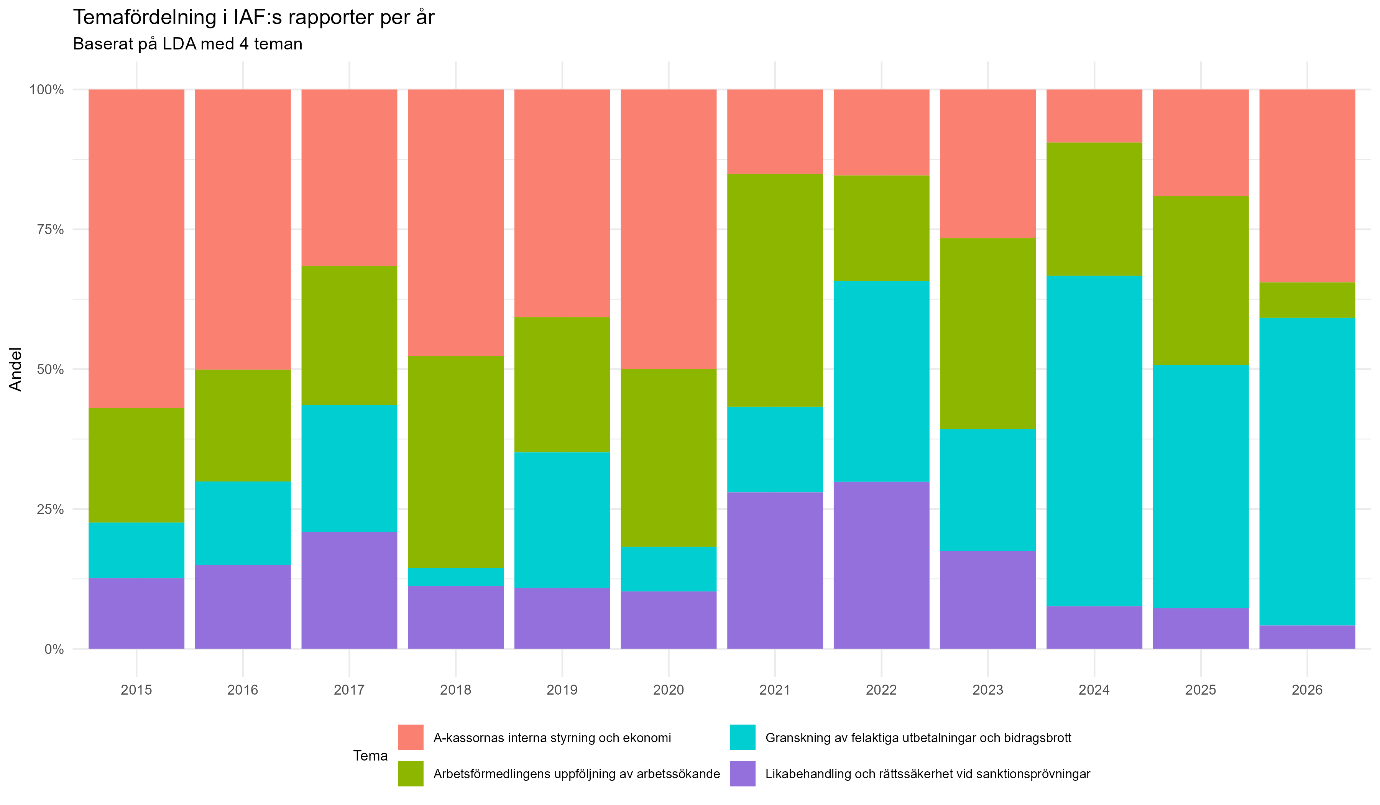 Temafördelning i IAF:s rapporter per år
Baserat på LDA med 4 teman
Andel
100%
75%
50%
25%
0%
2015 2016 2017 2018 2019 2020 2021 2022 2023 2024 2025 2026
Tema
A-kassornas interna styrning och ekonomi
Arbetsförmedlingens uppföljning av arbetssökande
Granskning av felaktiga utbetalningar och bidragsbrott
Likabehandling och rättssäkerhet vid sanktionsprövningar